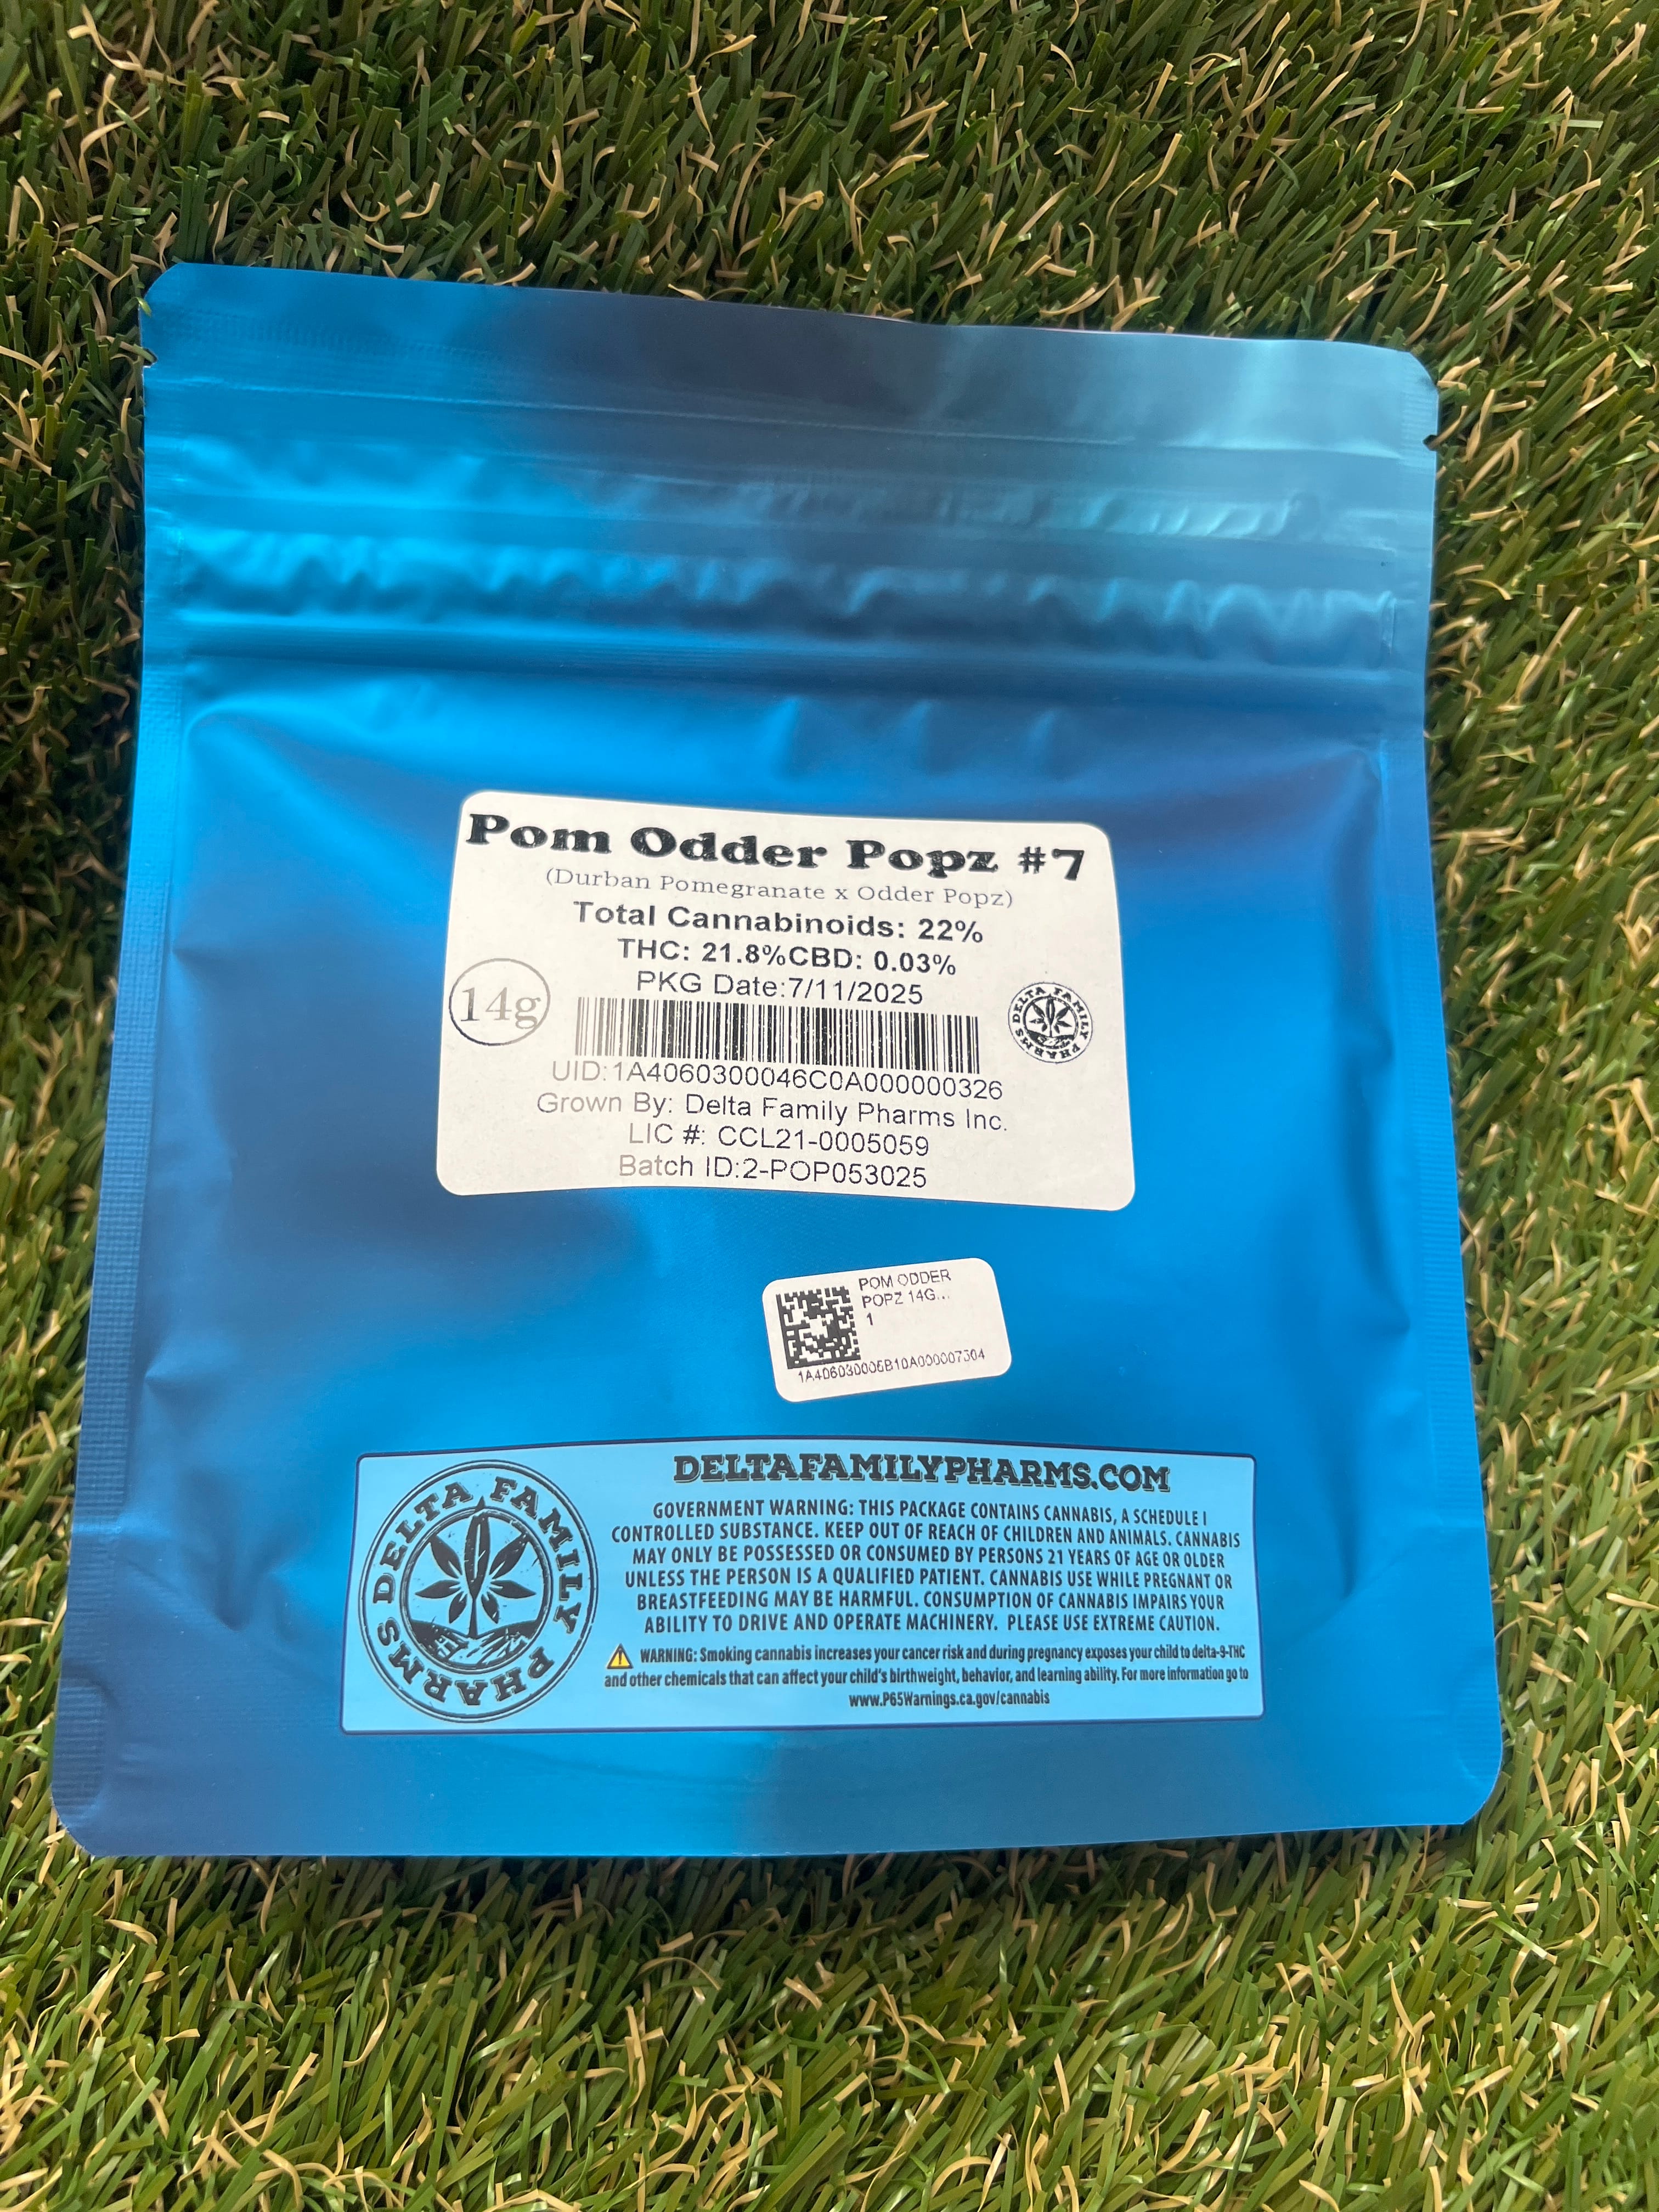 Pom Odder Popz #7
(Durban Pomegranate x Odder Popz)
Total Cannabinoids: 22%
THC: 21.8%CBD: 0.03%
PKG Date:7/11/2025
14g
DELTA FAMILY PHARMS
UID:1A4060300046C0A000000326
Grown By: Delta Family Pharms Inc.
LIC #: CCL21-0005059
Batch ID:2-POP053025
POM ODDER
POPZ 14G...
1
1A406030005B10A000007304
DELTA FAMILY PHARMS
DELTAFAMILYPHARMS.COM
GOVERNMENT WARNING: THIS PACKAGE CONTAINS CANNABIS, A SCHEDULE I
CONTROLLED SUBSTANCE. KEEP OUT OF REACH OF CHILDREN AND ANIMALS. CANNABIS
MAY ONLY BE POSSESSED OR CONSUMED BY PERSONS 21 YEARS OF AGE OR OLDER
UNLESS THE PERSON IS A QUALIFIED PATIENT. CANNABIS USE WHILE PREGNANT OR
BREASTFEEDING MAY BE HARMFUL. CONSUMPTION OF CANNABIS IMPAIRS YOUR
ABILITY TO DRIVE AND OPERATE MACHINERY. PLEASE USE EXTREME CAUTION.
WARNING: Smoking cannabis increases your cancer risk and during pregnancy exposes your child to delta-9-THC
and other chemicals that can affect your child's birthweight, behavior, and learning ability. For more information go to
www.P65Warnings.ca.gov/cannabis